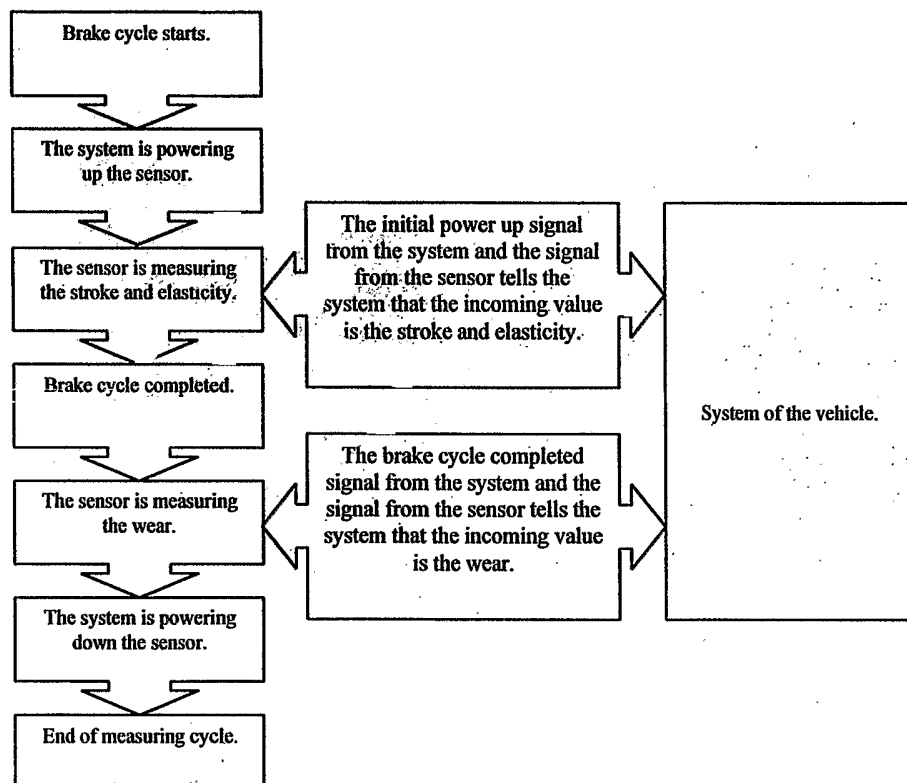 Brake cycle starts.
The system is powering
up the sensor.
The sensor is measuring
the stroke and elasticity.
Brake cycle completed.
The sensor is measuring
the wear.
The system is powering
down the sensor.
End of measuring cycle.
The initial power up signal
from the system and the signal
from the sensor tells the
system that the incoming value
is the stroke and elasticity.
The brake cycle completed
signal from the system and the
signal from the sensor tells the
system that the incoming value
is the wear.
System of the vehicle.